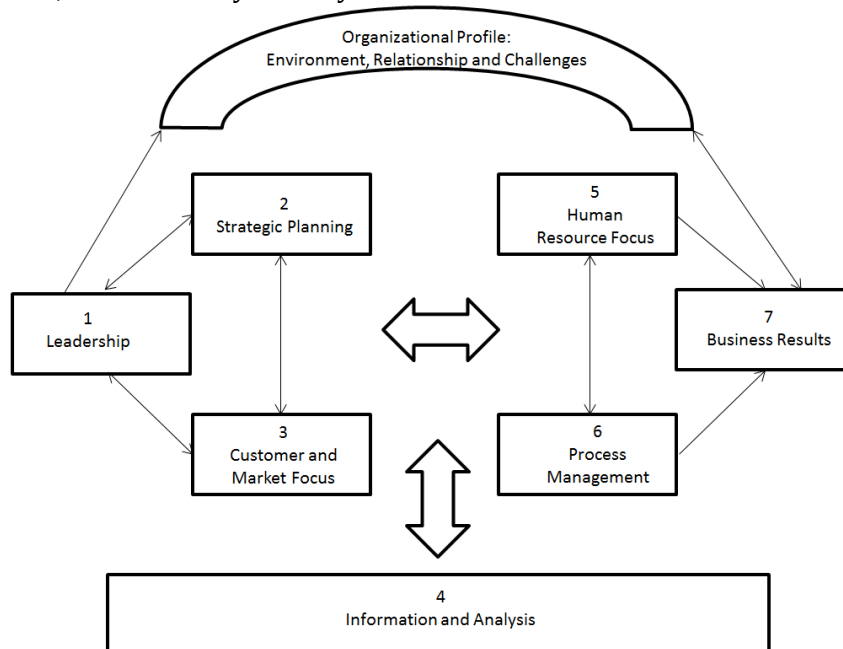 Organizational Profile:
Environment, Relationship and Challenges
2
Strategic Planning
5
Human
Resource Focus
1
Leadership
7
Business Results
3
Customer and
Market Focus
6
Process
Management
4
Information and Analysis